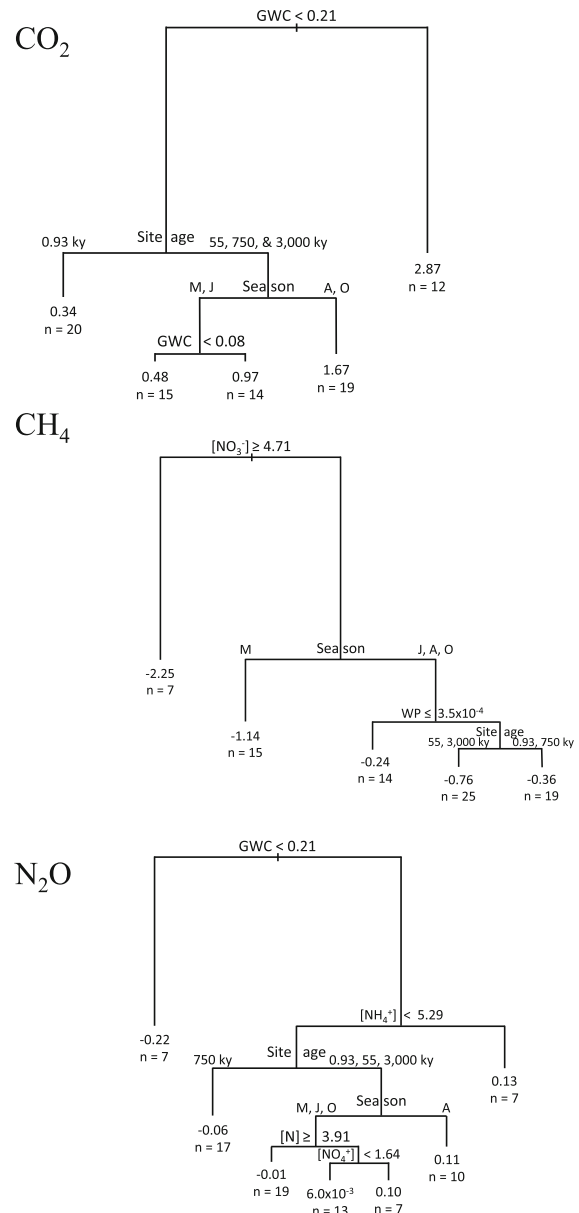 CO₂
GWC < 0.21
0.93 ky Site age 55, 750, & 3,000 ky
2.87
n = 12
0.34
n = 20
M, J Season A, O
GWC < 0.08
0.48
n = 15
0.97
n = 14
1.67
n = 19
CH₄
[NO₃⁻] ≥ 4.71
-2.25
n = 7
M Season J, A, O
-1.14
n = 15
WP ≤ 3.5x10⁻⁴
-0.24
n = 14
Site age
55, 3,000 ky 0.93, 750 ky
-0.76
n = 25
-0.36
n = 19
N₂O
GWC < 0.21
-0.22
n = 7
[NH₄⁺] < 5.29
750 ky Site age 0.93, 55, 3,000 ky
0.13
n = 7
-0.06
n = 17
M, J, O Season A
[N] ≥ 3.91
0.11
n = 10
-0.01
n = 19
[NO₄⁺] < 1.64
6.0x10⁻³
n = 13
0.10
n = 7